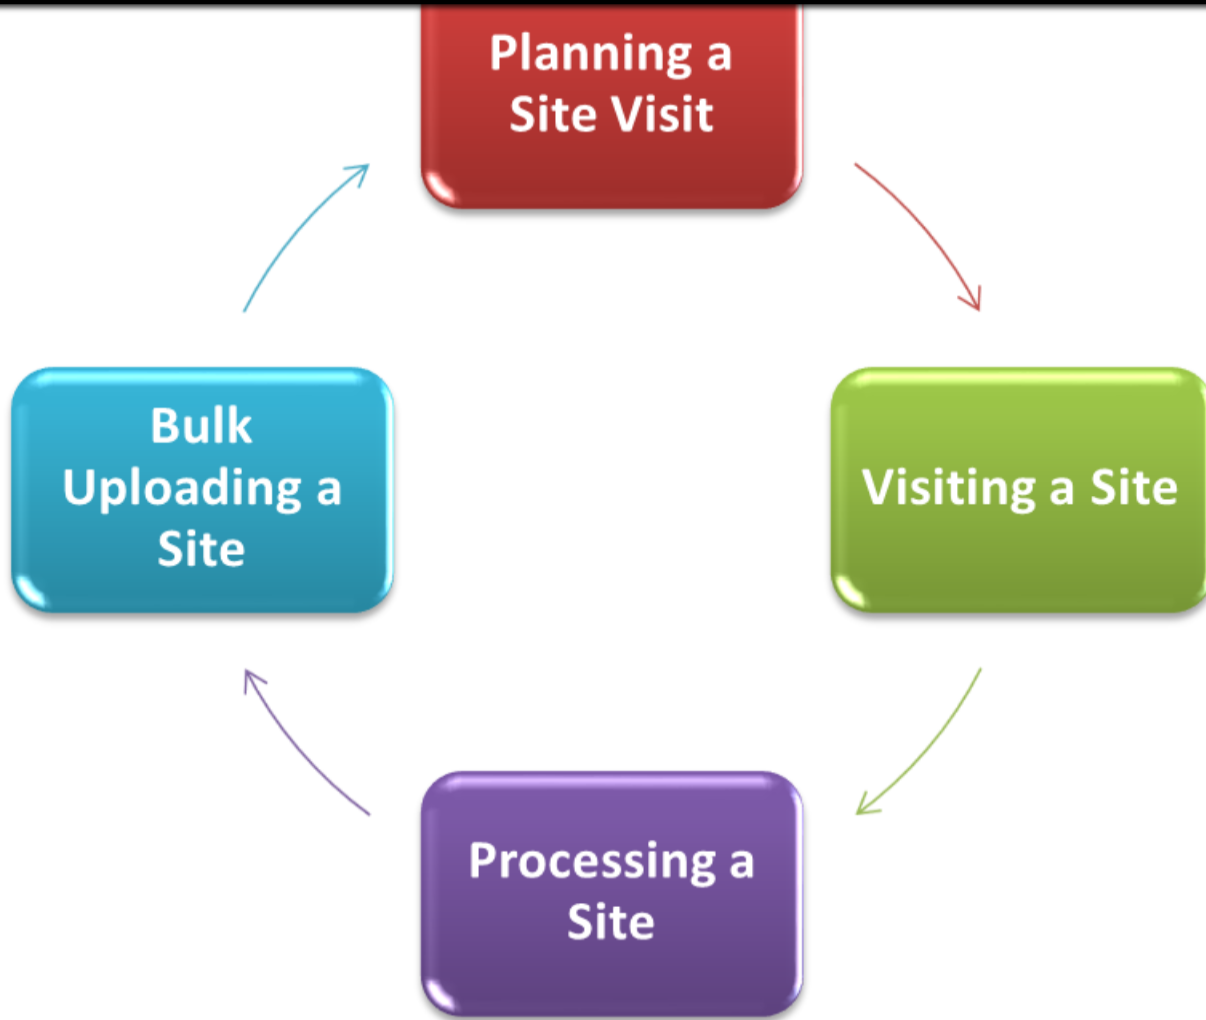 Planning a
Site Visit
Visiting a Site
Processing a
Site
Bulk
Uploading a
Site